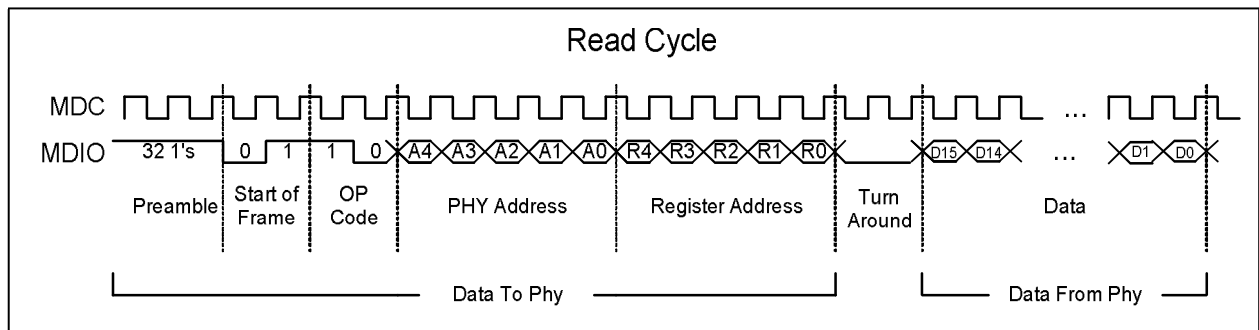 Read Cycle
MDC
...
MDIO
32 1's 0 1 1 0 A4 A3 A2 A1 A0 R4 R3 R2 R1 R0 D15 D14 ... D1 D0
Preamble
Start of
Frame
OP
Code
PHY Address
Register Address
Turn
Around
Data
Data To Phy
Data From Phy